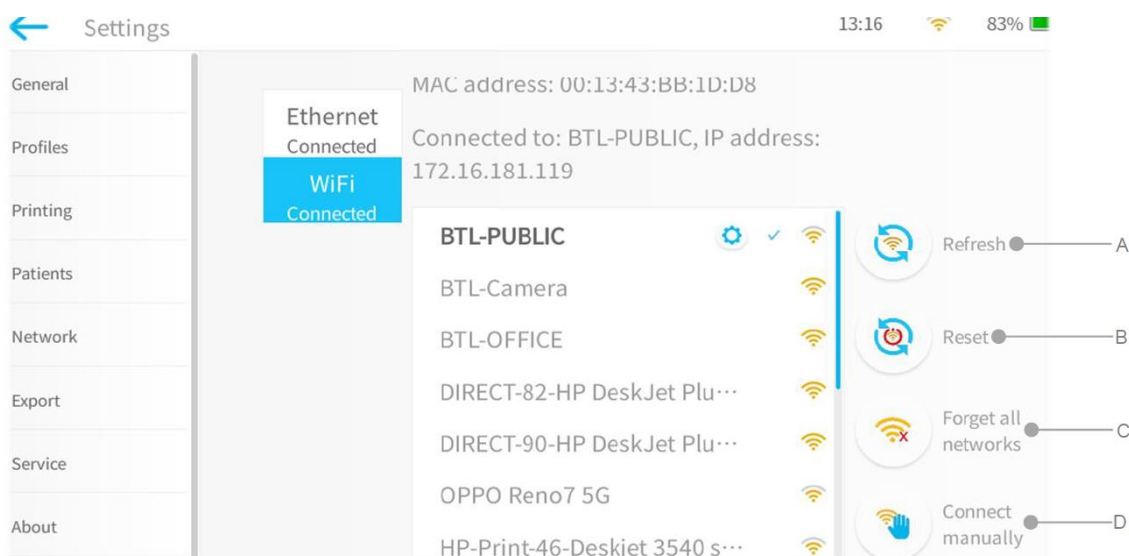 Settings
13:16
83%
General
Profiles
Printing
Patients
Network
Export
Service
About
Ethernet
Connected
WiFi
Connected
MAC address: 00:13:43:BB:1D:D8
Connected to: BTL-PUBLIC, IP address:
172.16.181.119
BTL-PUBLIC
BTL-Camera
BTL-OFFICE
DIRECT-82-HP DeskJet Plu···
DIRECT-90-HP DeskJet Plu···
OPPO Reno7 5G
HP-Print-46-Deskjet 3540 s···
Refresh
A
Reset
B
Forget all
networks
C
Connect
manually
D